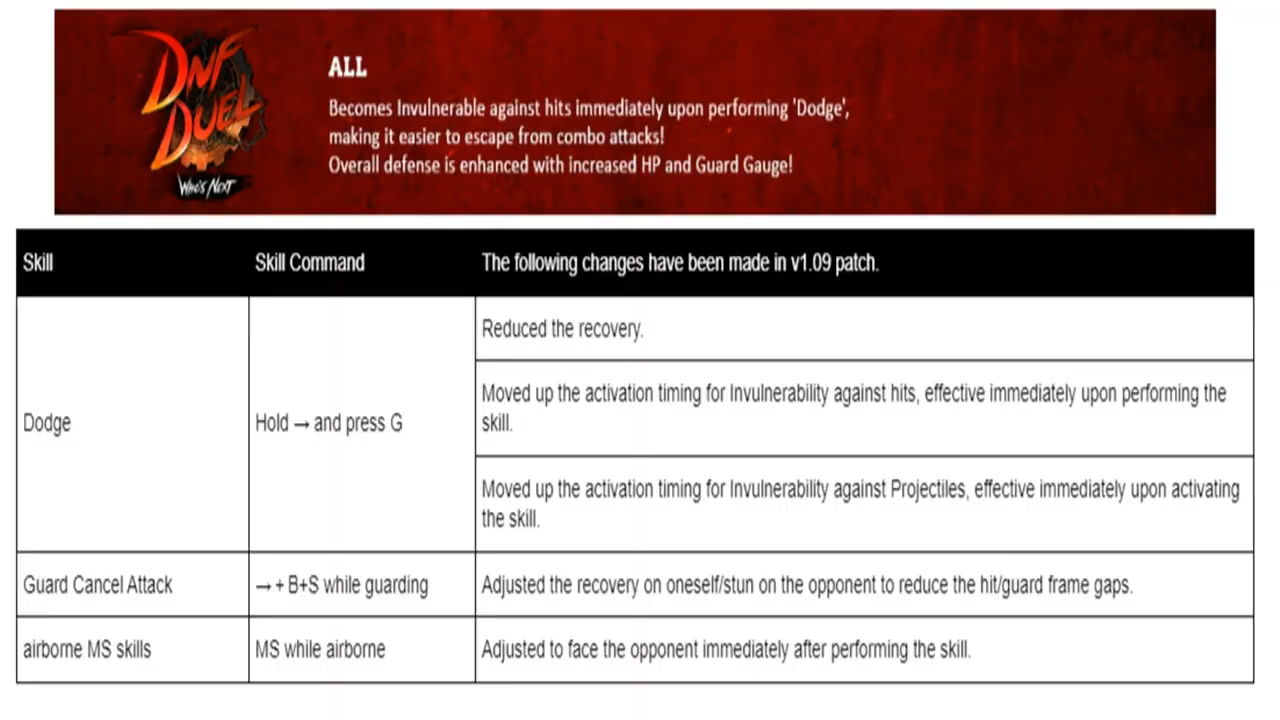 DNF
DUEL
WHO'S NEXT
ALL
Becomes Invulnerable against hits immediately upon performing 'Dodge',
making it easier to escape from combo attacks!
Overall defense is enhanced with increased HP and Guard Gauge!
Skill
Skill Command
The following changes have been made in v1.09 patch.
Dodge
Hold → and press G
Reduced the recovery.
Moved up the activation timing for Invulnerability against hits, effective immediately upon performing the
skill.
Moved up the activation timing for Invulnerability against Projectiles, effective immediately upon activating
the skill.
Guard Cancel Attack
→ + B+S while guarding
Adjusted the recovery on oneself/stun on the opponent to reduce the hit/guard frame gaps.
airborne MS skills
MS while airborne
Adjusted to face the opponent immediately after performing the skill.